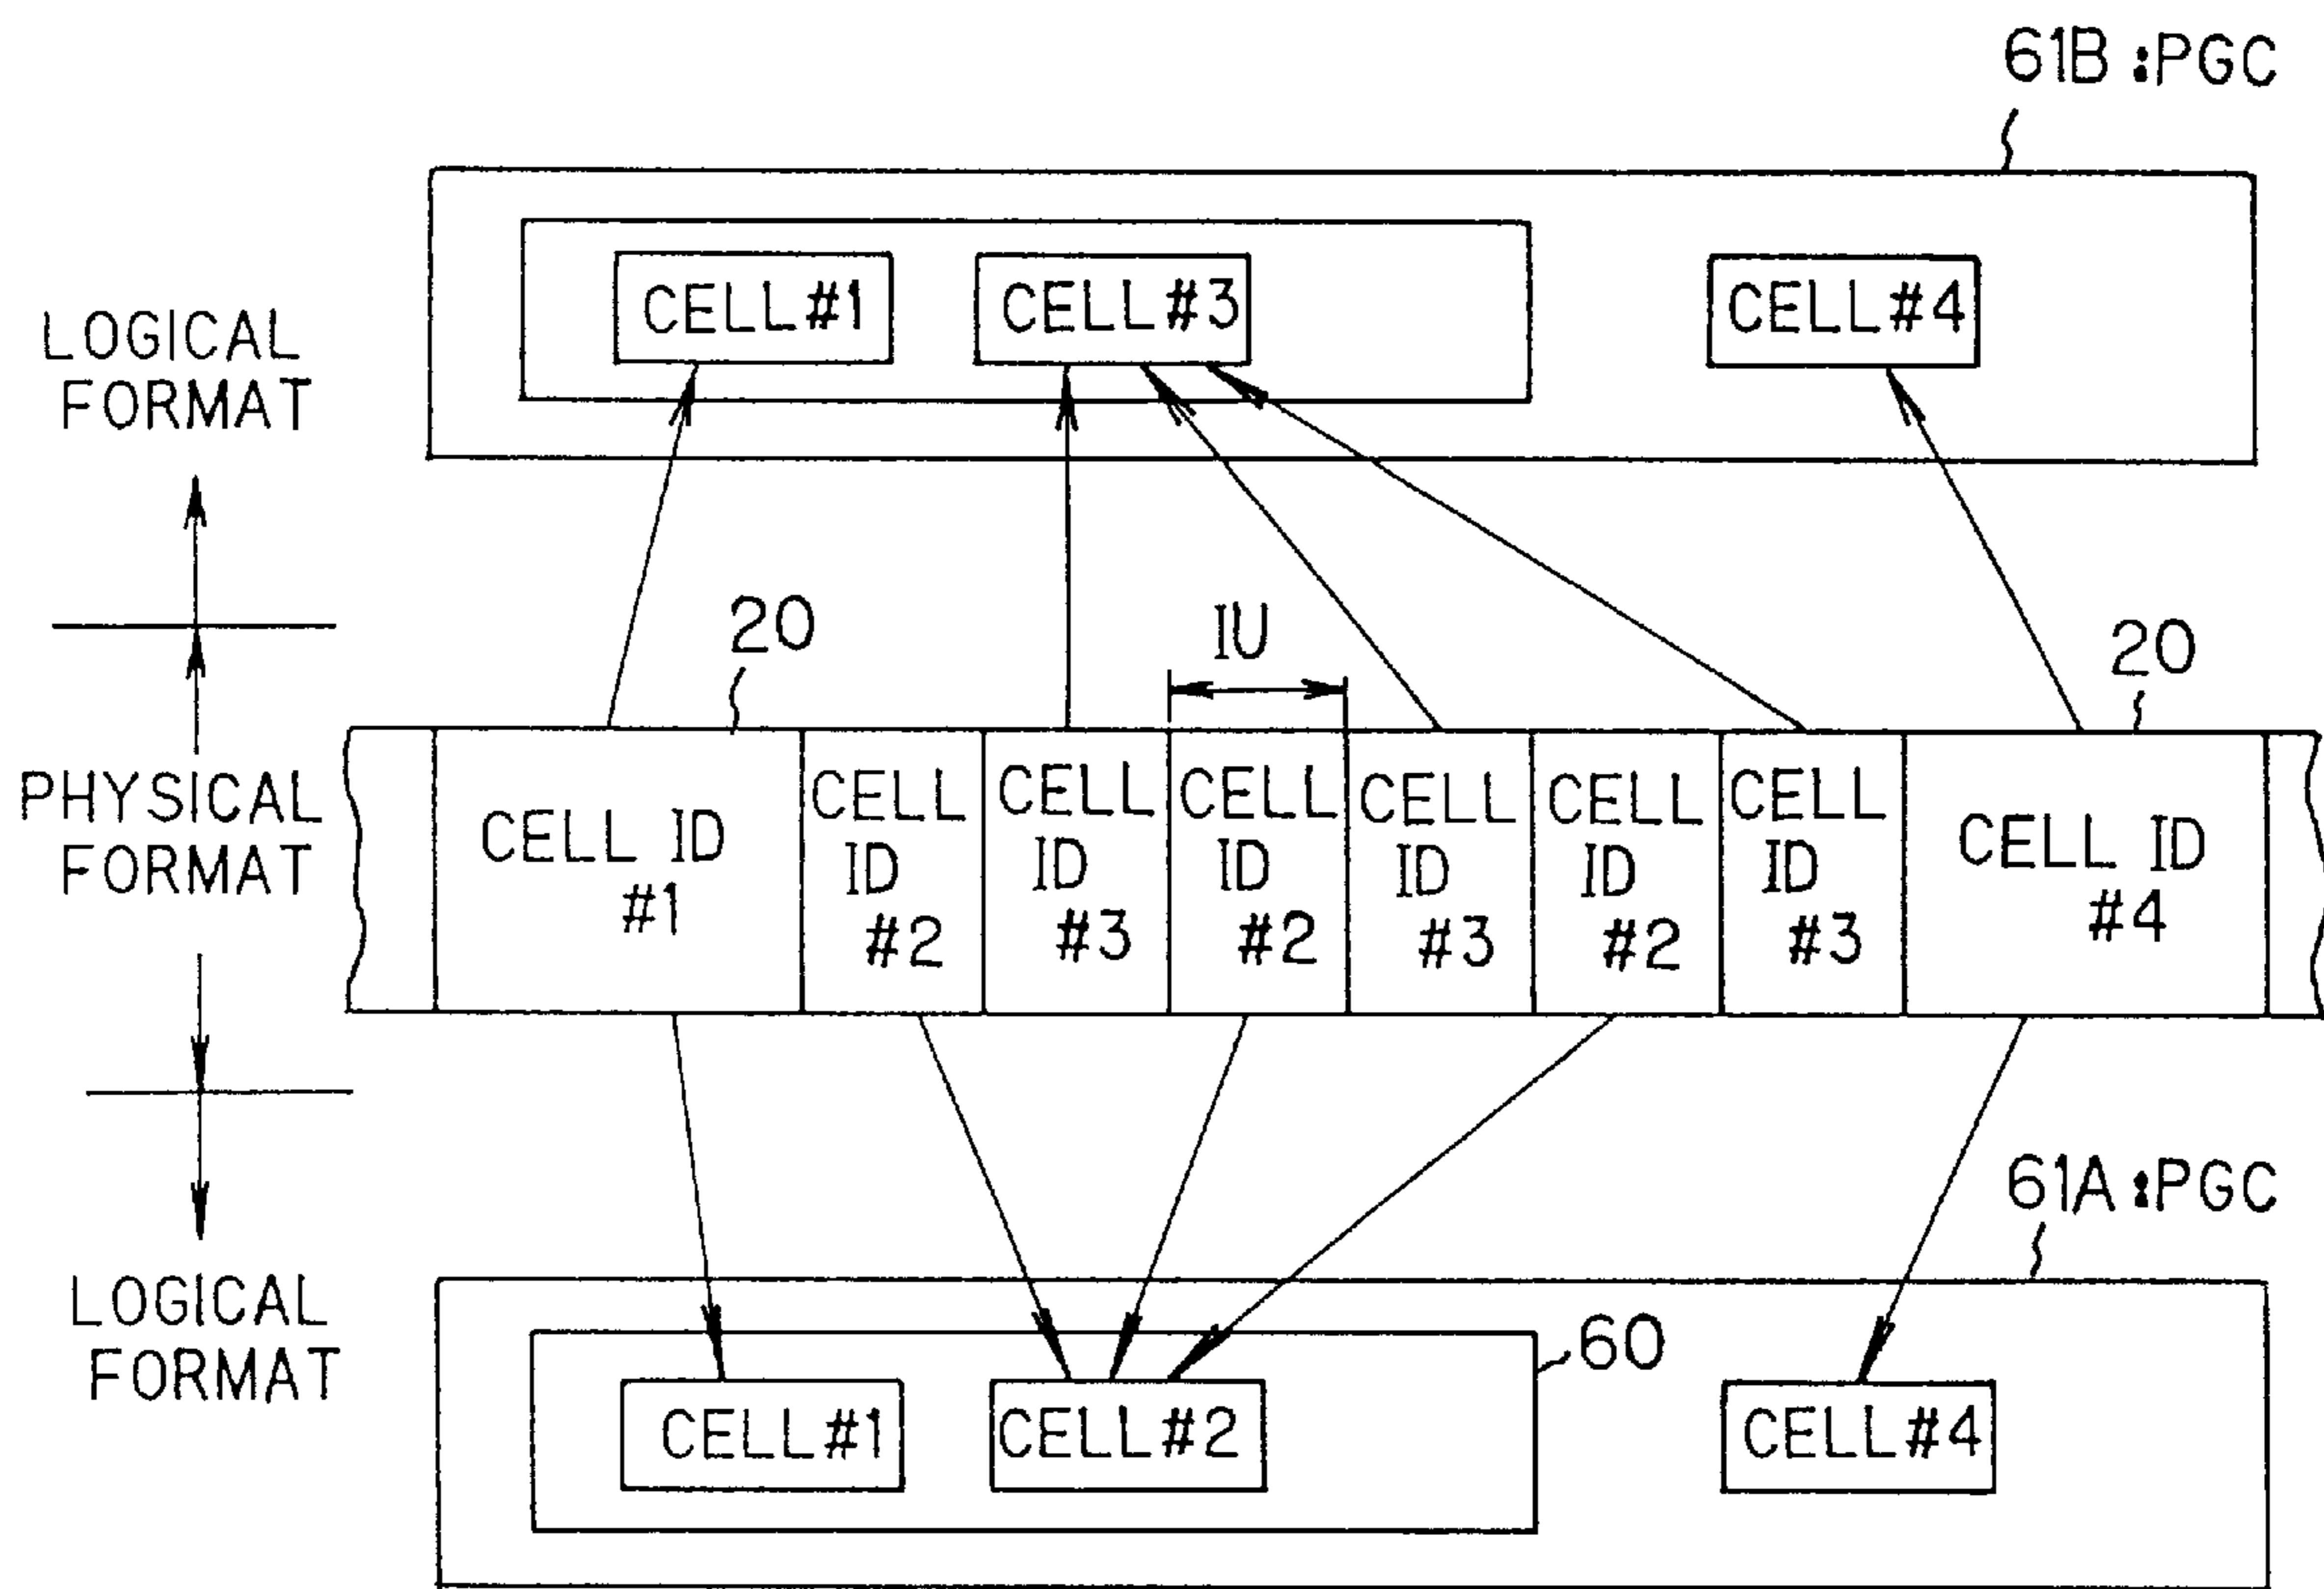 61B :PGC
CELL #1
CELL #3
CELL #4
LOGICAL
FORMAT
20
IU
20
PHYSICAL
FORMAT
CELL ID
#1
CELL
ID
#2
CELL
ID
#3
CELL
ID
#2
CELL
ID
#3
CELL
ID
#2
CELL
ID
#3
CELL ID
#4
61A :PGC
LOGICAL
FORMAT
60
CELL #1
CELL #2
CELL #4